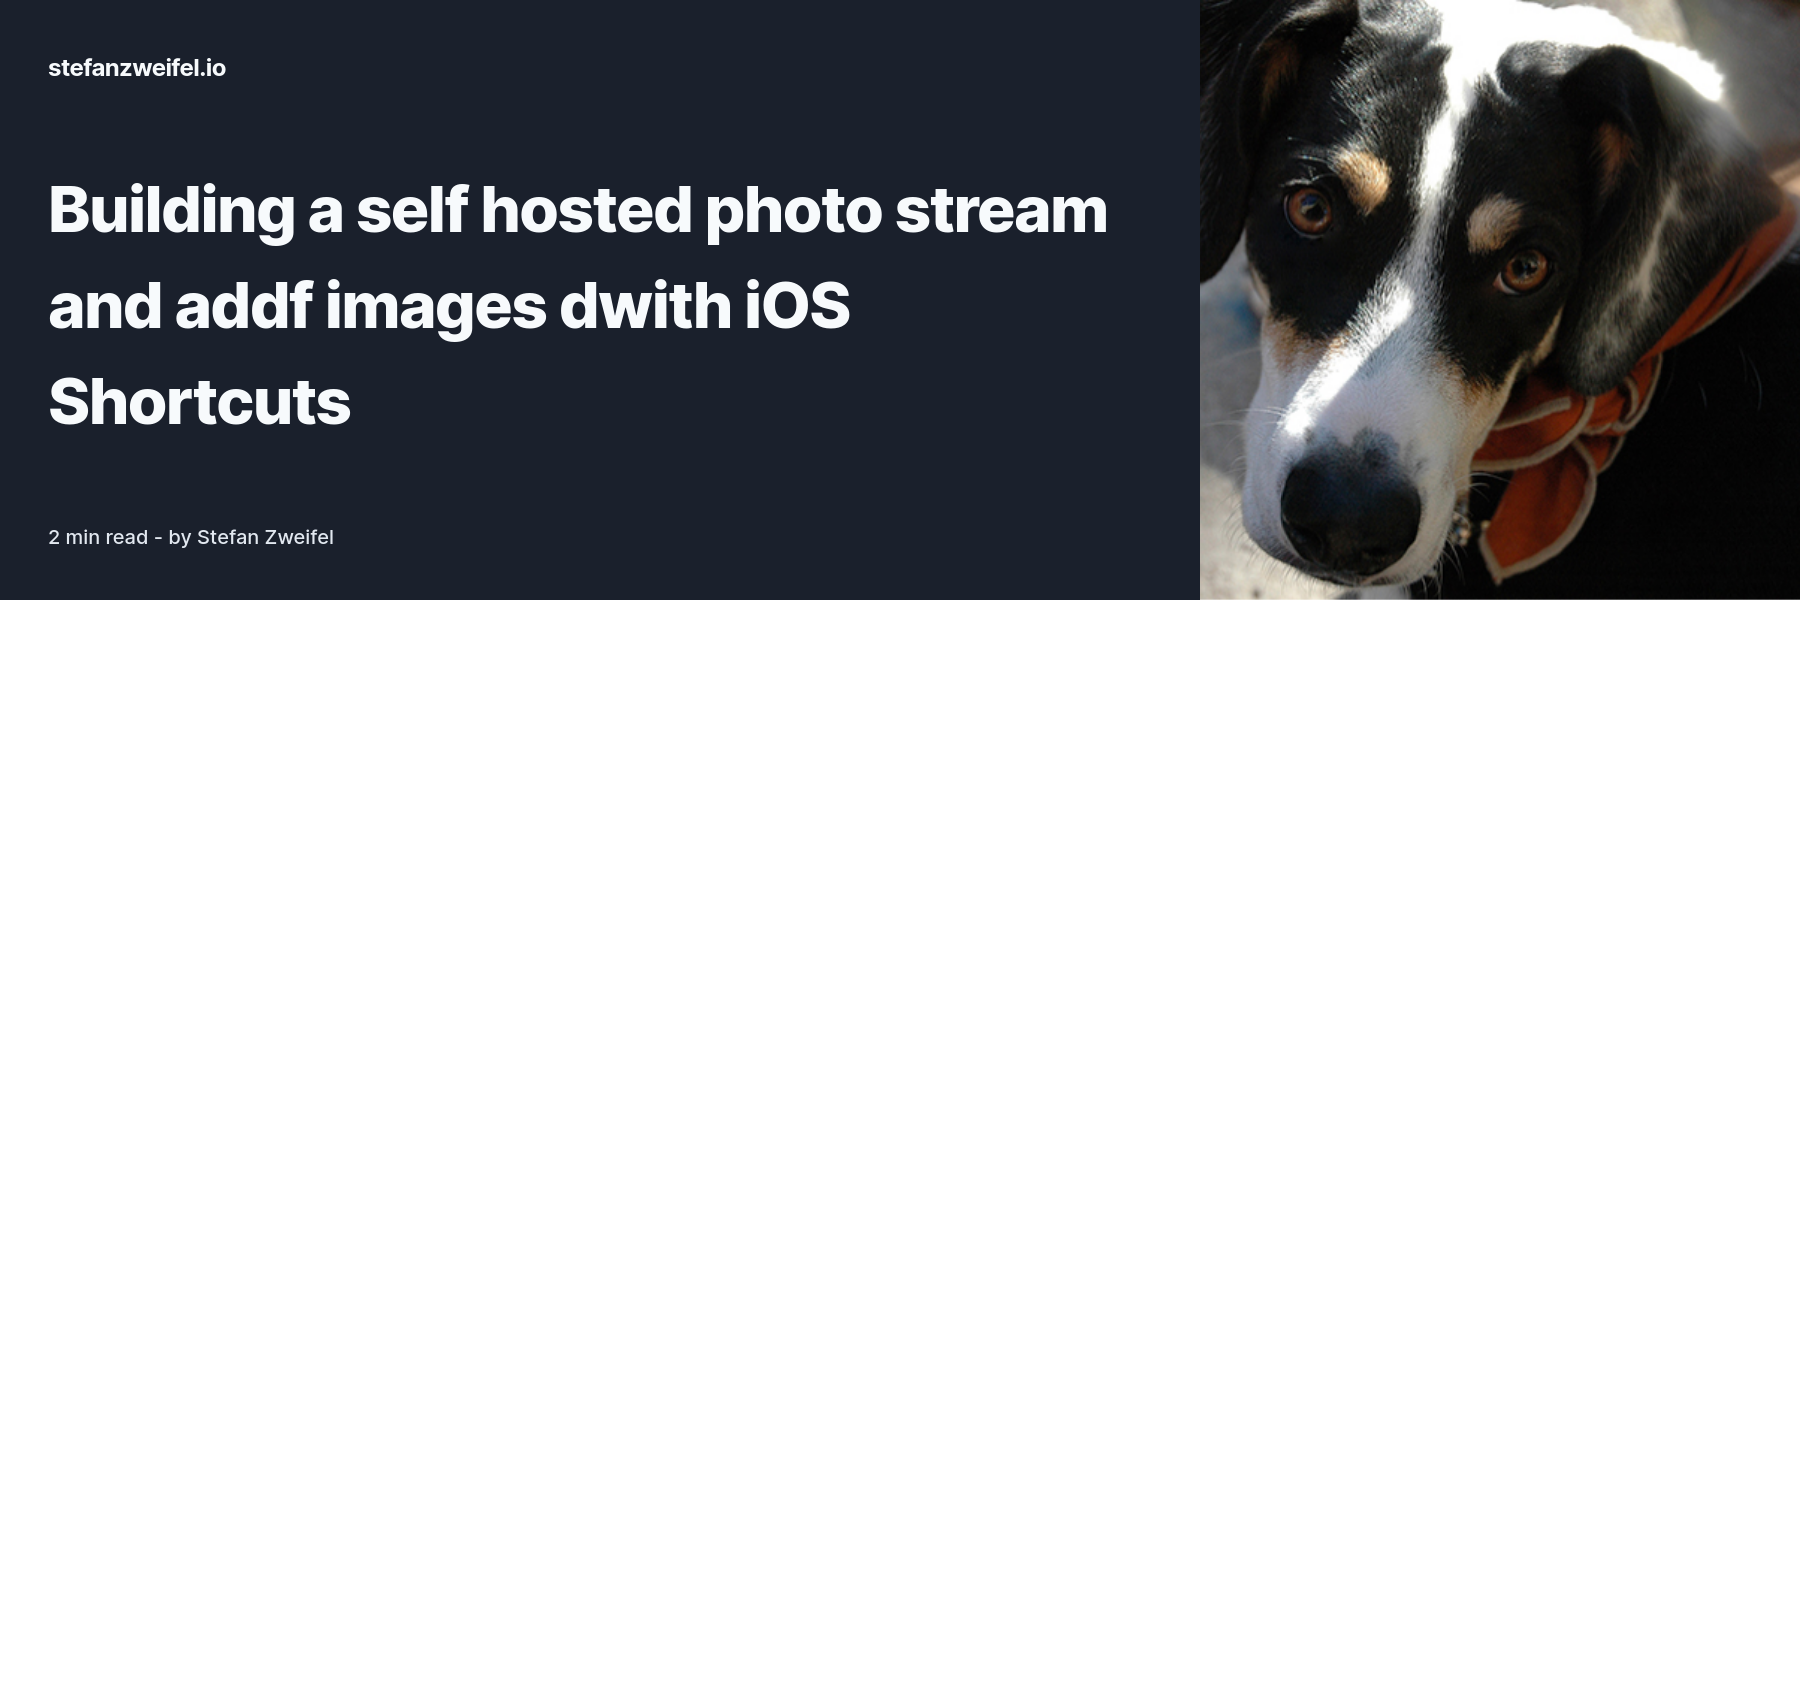 stefanzweifel.io
Building a self hosted photo stream
and addf images dwith iOS
Shortcuts
2 min read - by Stefan Zweifel